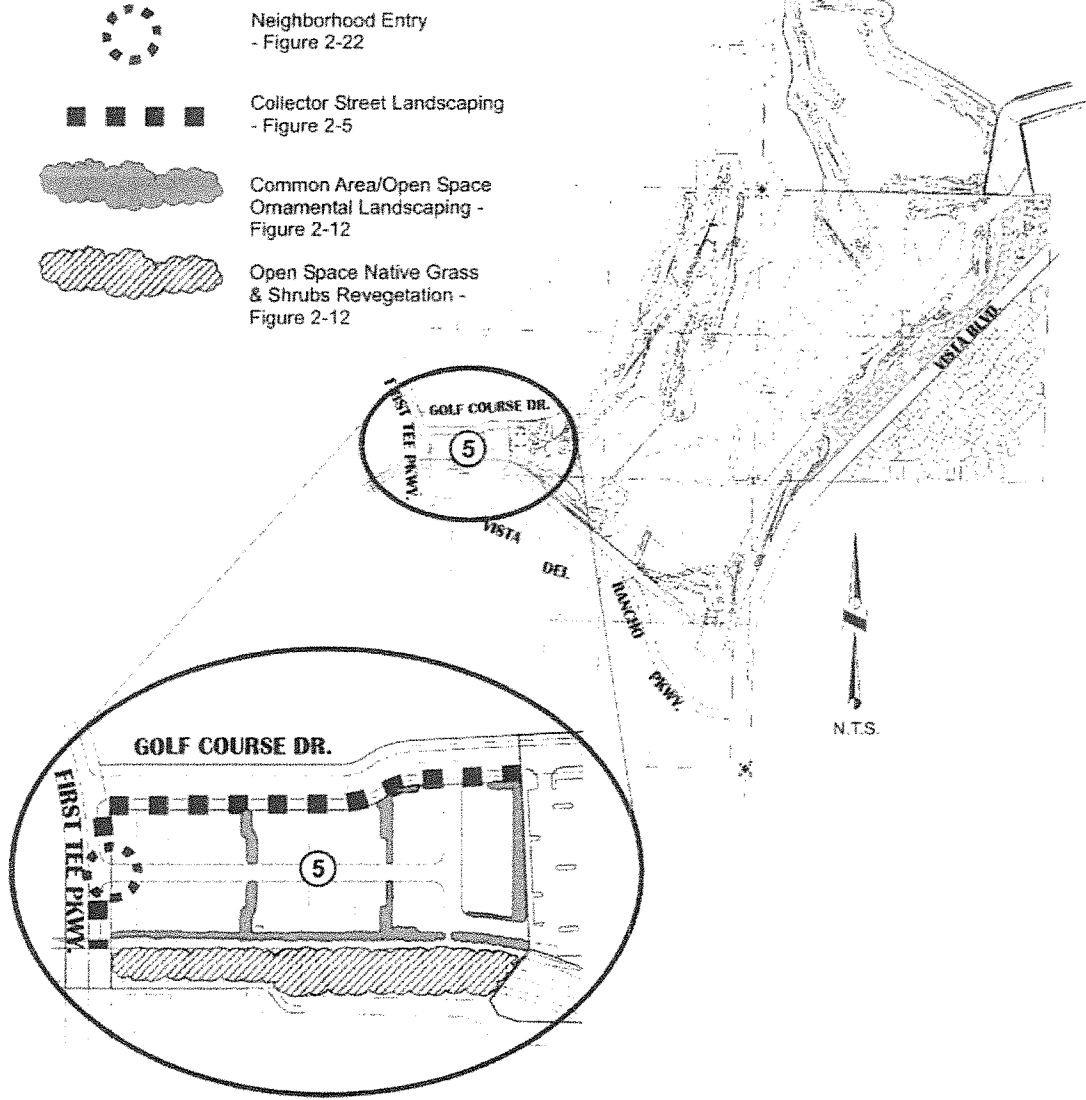 Neighborhood Entry
- Figure 2-22
Collector Street Landscaping
- Figure 2-5
Common Area/Open Space
Ornamental Landscaping -
Figure 2-12
Open Space Native Grass
& Shrubs Revegetation -
Figure 2-12
VISTA BLVD
FIRST TEE PKWY.
GOLF COURSE DR.
5
VISTA
DEL
RANCHO
PKWY.
N.T.S.
GOLF COURSE DR.
FIRST TEE PKWY.
5